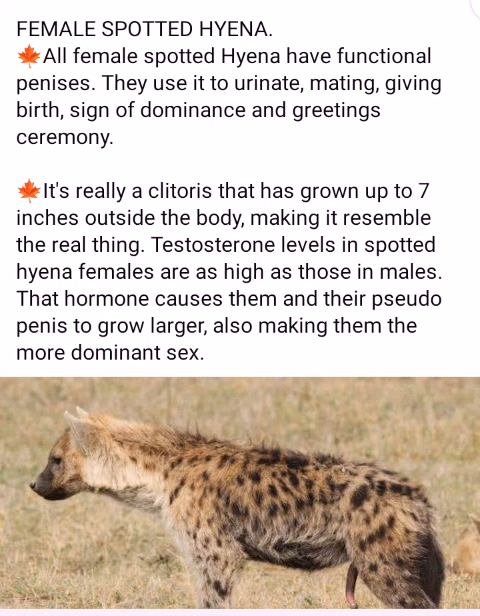 FEMALE SPOTTED HYENA.
🍁All female spotted Hyena have functional
penises. They use it to urinate, mating, giving
birth, sign of dominance and greetings
ceremony.
🍁It's really a clitoris that has grown up to 7
inches outside the body, making it resemble
the real thing. Testosterone levels in spotted
hyena females are as high as those in males.
That hormone causes them and their pseudo
penis to grow larger, also making them the
more dominant sex.